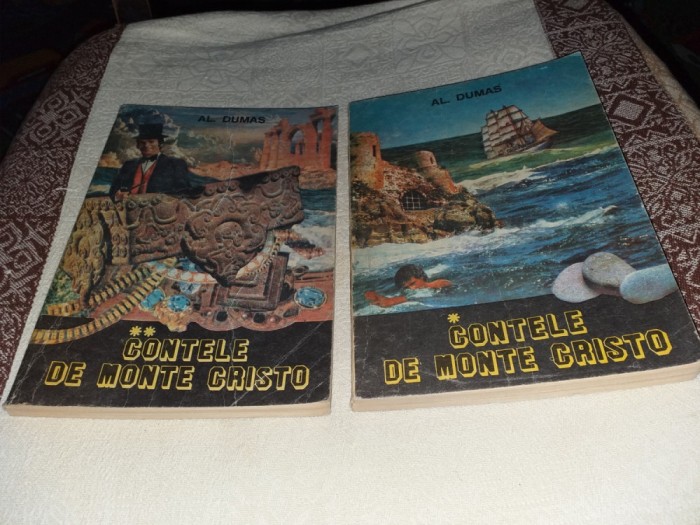 AL. DUMAS
**
CONTELE
DE MONTE CRISTO
AL. DUMAS
*
CONTELE
DE MONTE CRISTO